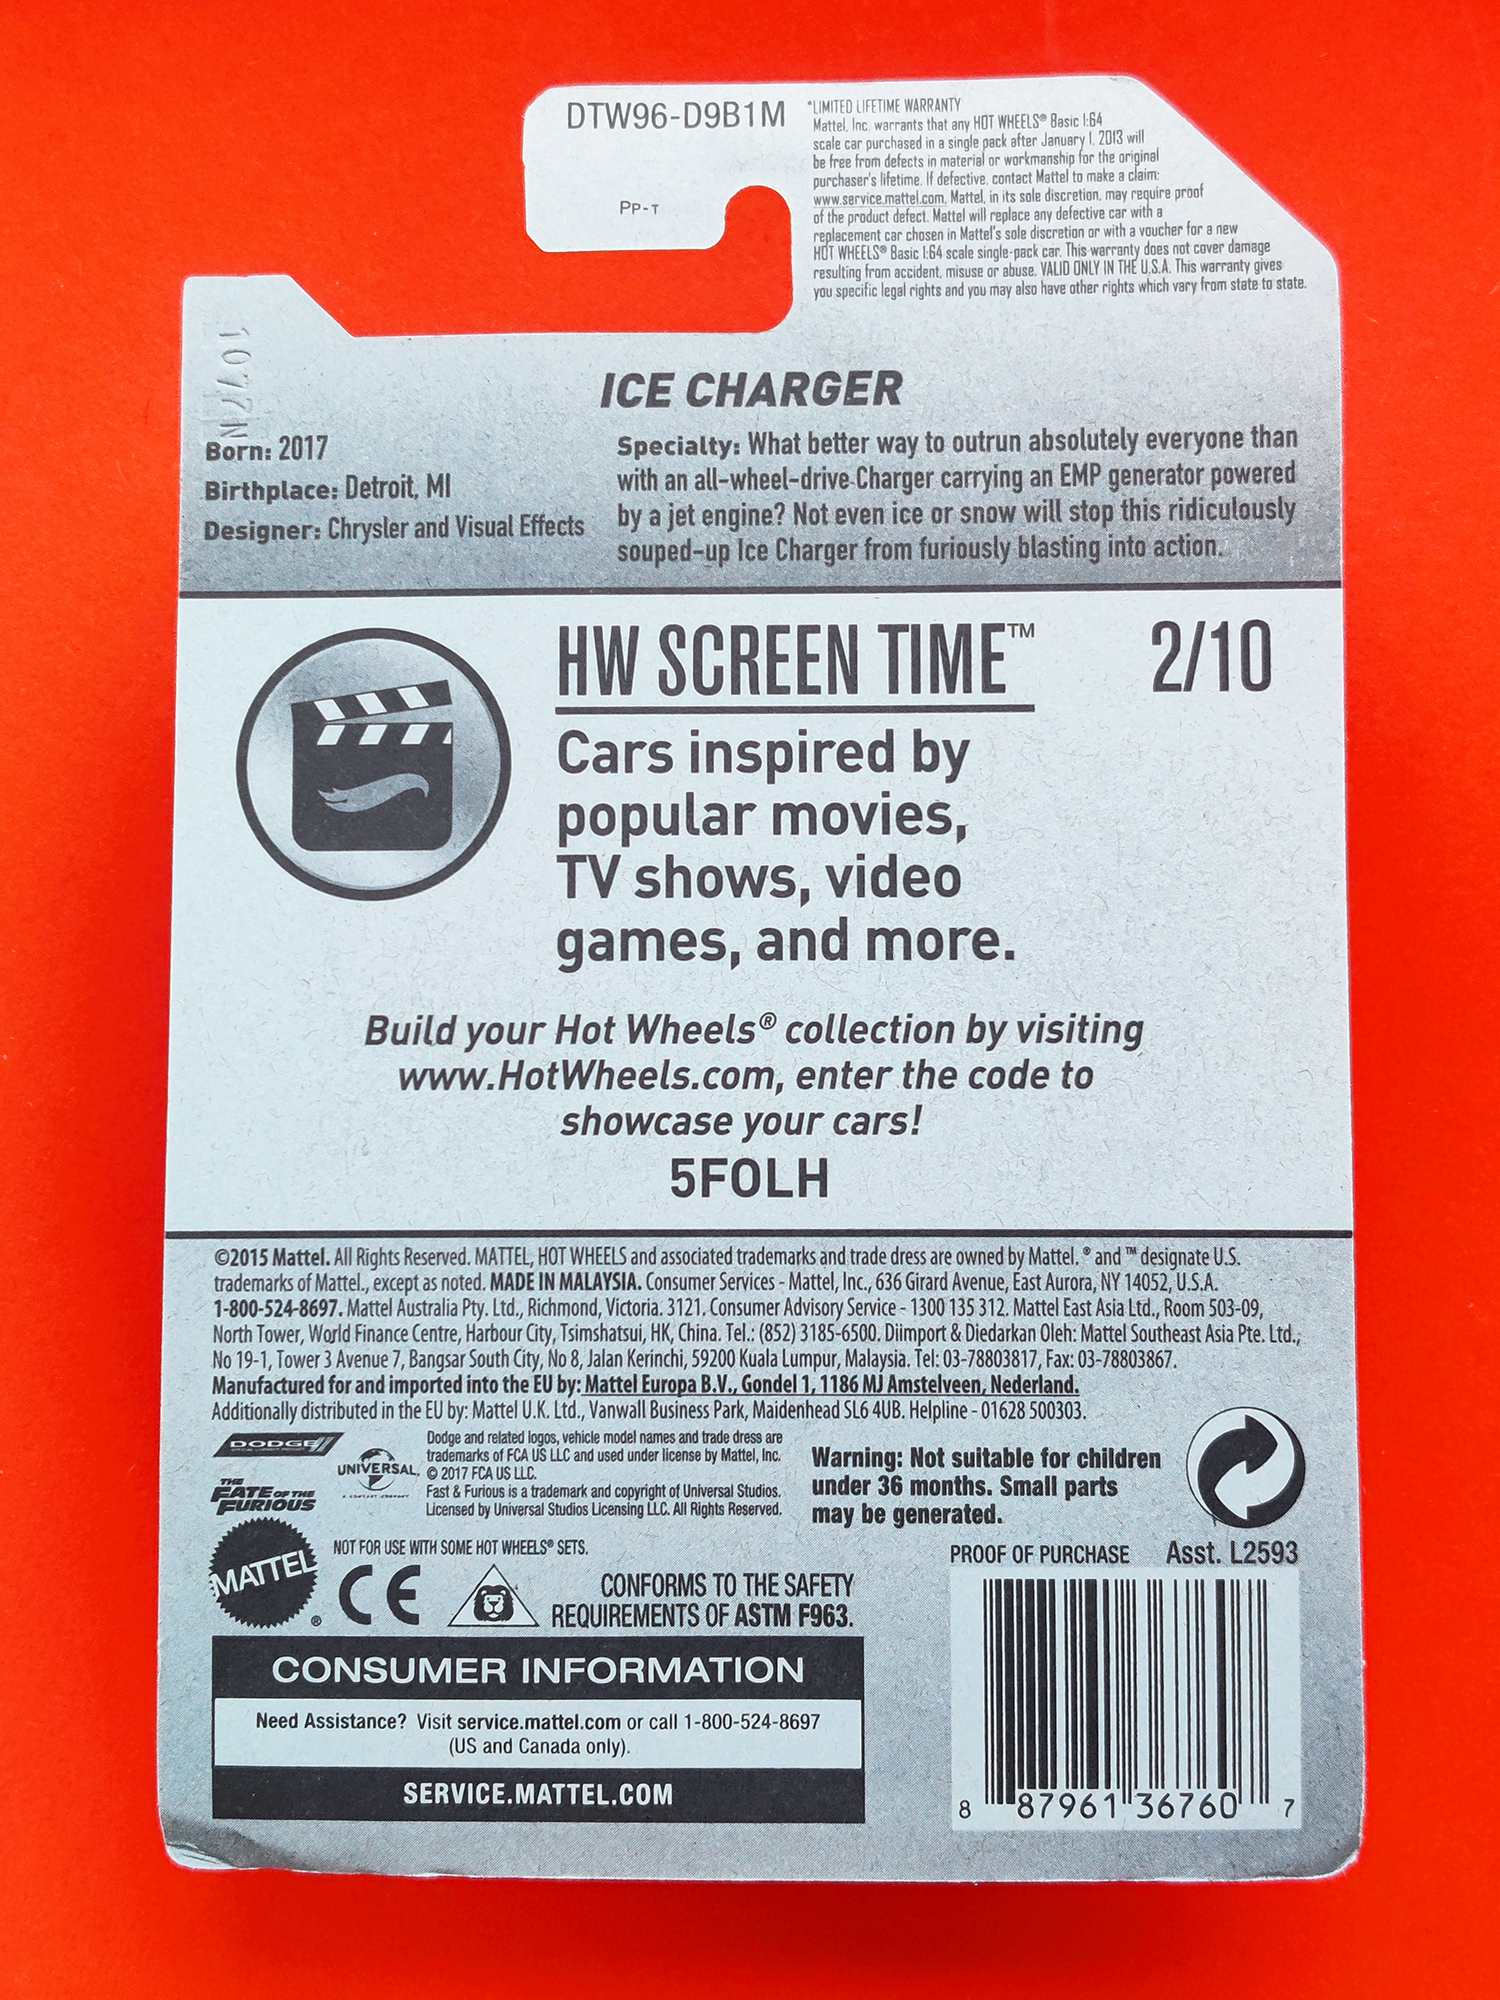 DTW96-D9B1M
PP-T
*LIMITED LIFETIME WARRANTY
Mattel, Inc. warrants that any HOT WHEELS® Basic 1:64
scale car purchased in a single pack after January 1, 2013 will
be free from defects in material or workmanship for the original
purchaser's lifetime. If defective, contact Mattel to make a claim:
www.service.mattel.com. Mattel, in its sole discretion, may require proof
of the product defect. Mattel will replace any defective car with a
replacement car chosen in Mattel's sole discretion or with a voucher for a new
HOT WHEELS® Basic 1:64 scale single-pack car. This warranty does not cover damage
resulting from accident, misuse or abuse. VALID ONLY IN THE U.S.A. This warranty gives
you specific legal rights and you may also have other rights which vary from state to state.
1077N
ICE CHARGER
Born: 2017
Birthplace: Detroit, MI
Designer: Chrysler and Visual Effects
Specialty: What better way to outrun absolutely everyone than
with an all-wheel-drive Charger carrying an EMP generator powered
by a jet engine? Not even ice or snow will stop this ridiculously
souped-up Ice Charger from furiously blasting into action.
HW SCREEN TIME™ 2/10
Cars inspired by
popular movies,
TV shows, video
games, and more.
Build your Hot Wheels® collection by visiting
www.HotWheels.com, enter the code to
showcase your cars!
5FOLH
©2015 Mattel. All Rights Reserved. MATTEL, HOT WHEELS and associated trademarks and trade dress are owned by Mattel. ® and ™ designate U.S.
trademarks of Mattel., except as noted. MADE IN MALAYSIA. Consumer Services - Mattel, Inc., 636 Girard Avenue, East Aurora, NY 14052, U.S.A.
1-800-524-8697. Mattel Australia Pty. Ltd., Richmond, Victoria. 3121. Consumer Advisory Service - 1300 135 312. Mattel East Asia Ltd., Room 503-09,
North Tower, World Finance Centre, Harbour City, Tsimshatsui, HK, China. Tel.: (852) 3185-6500. Diimport & Diedarkan Oleh: Mattel Southeast Asia Pte. Ltd.,
No 19-1, Tower 3 Avenue 7, Bangsar South City, No 8, Jalan Kerinchi, 59200 Kuala Lumpur, Malaysia. Tel: 03-78803817, Fax: 03-78803867.
Manufactured for and imported into the EU by: Mattel Europa B.V., Gondel 1, 1186 MJ Amstelveen, Nederland.
Additionally distributed in the EU by: Mattel U.K. Ltd., Vanwall Business Park, Maidenhead SL6 4UB. Helpline - 01628 500303.
DODGE
UNIVERSAL
THE
FATE OF THE
FURIOUS
Dodge and related logos, vehicle model names and trade dress are
trademarks of FCA US LLC and used under license by Mattel, Inc.
© 2017 FCA US LLC.
Fast & Furious is a trademark and copyright of Universal Studios.
Licensed by Universal Studios Licensing LLC. All Rights Reserved.
Warning: Not suitable for children
under 36 months. Small parts
may be generated.
MATTEL ®
NOT FOR USE WITH SOME HOT WHEELS® SETS.
CE
CONFORMS TO THE SAFETY
REQUIREMENTS OF ASTM F963.
PROOF OF PURCHASE Asst. L2593
8 87961 36760 7
CONSUMER INFORMATION
Need Assistance? Visit service.mattel.com or call 1-800-524-8697
(US and Canada only).
SERVICE.MATTEL.COM